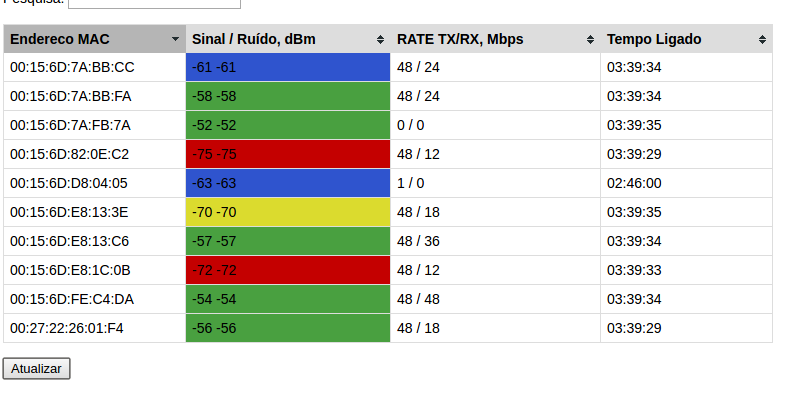 Pesquisa:
Endereco MAC Sinal / Ruído, dBm RATE TX/RX, Mbps Tempo Ligado
00:15:6D:7A:BB:CC -61 -61 48 / 24 03:39:34
00:15:6D:7A:BB:FA -58 -58 48 / 24 03:39:34
00:15:6D:7A:FB:7A -52 -52 0 / 0 03:39:35
00:15:6D:82:0E:C2 -75 -75 48 / 12 03:39:29
00:15:6D:D8:04:05 -63 -63 1 / 0 02:46:00
00:15:6D:E8:13:3E -70 -70 48 / 18 03:39:35
00:15:6D:E8:13:C6 -57 -57 48 / 36 03:39:34
00:15:6D:E8:1C:0B -72 -72 48 / 12 03:39:33
00:15:6D:FE:C4:DA -54 -54 48 / 48 03:39:34
00:27:22:26:01:F4 -56 -56 48 / 18 03:39:29
Atualizar